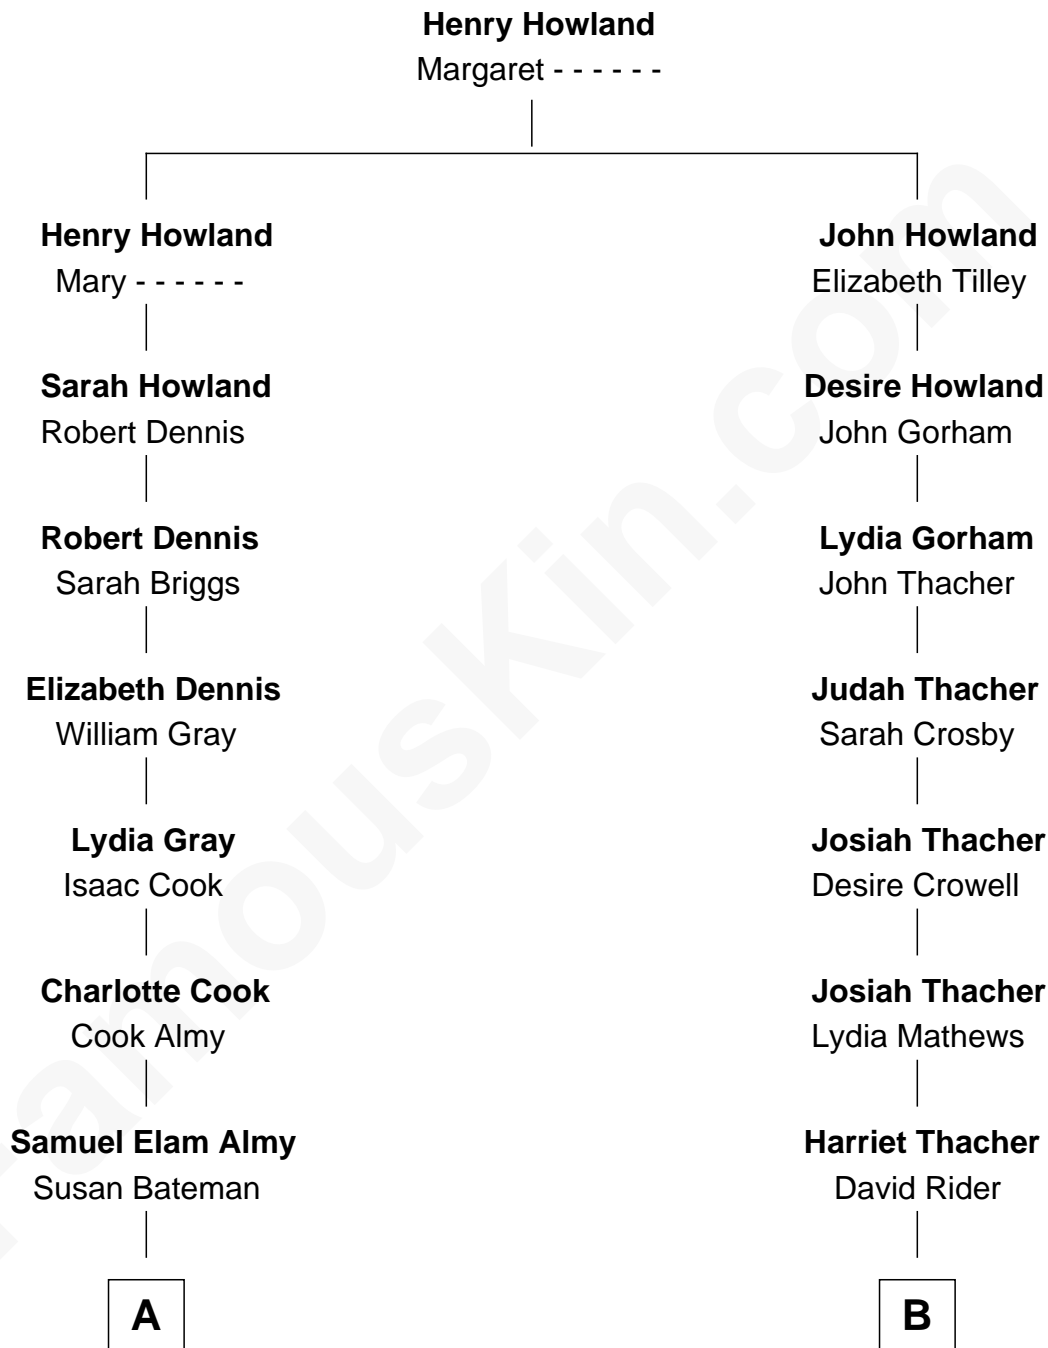 Henry Howland
Margaret - - - - - -
Henry Howland
Mary - - - - - -
John Howland
Elizabeth Tilley
Sarah Howland
Robert Dennis
Desire Howland
John Gorham
Robert Dennis
Sarah Briggs
Lydia Gorham
John Thacher
Elizabeth Dennis
William Gray
Judah Thacher
Sarah Crosby
Lydia Gray
Isaac Cook
Josiah Thacher
Desire Crowell
Charlotte Cook
Cook Almy
Josiah Thacher
Lydia Mathews
Samuel Elam Almy
Susan Bateman
Harriet Thacher
David Rider
A
B
FamousKin.com